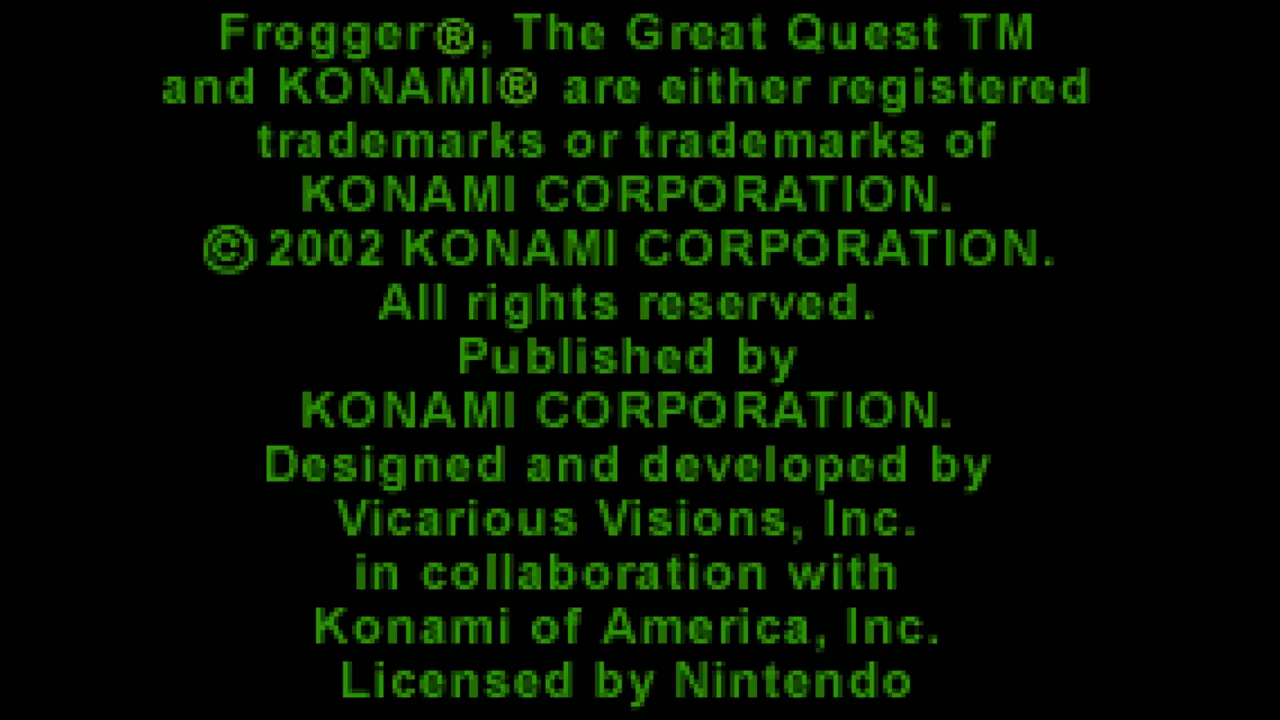 Frogger®, The Great Quest TM
and KONAMI® are either registered
trademarks or trademarks of
KONAMI CORPORATION.
© 2002 KONAMI CORPORATION.
All rights reserved.
Published by
KONAMI CORPORATION.
Designed and developed by
Vicarious Visions, Inc.
in collaboration with
Konami of America, Inc.
Licensed by Nintendo